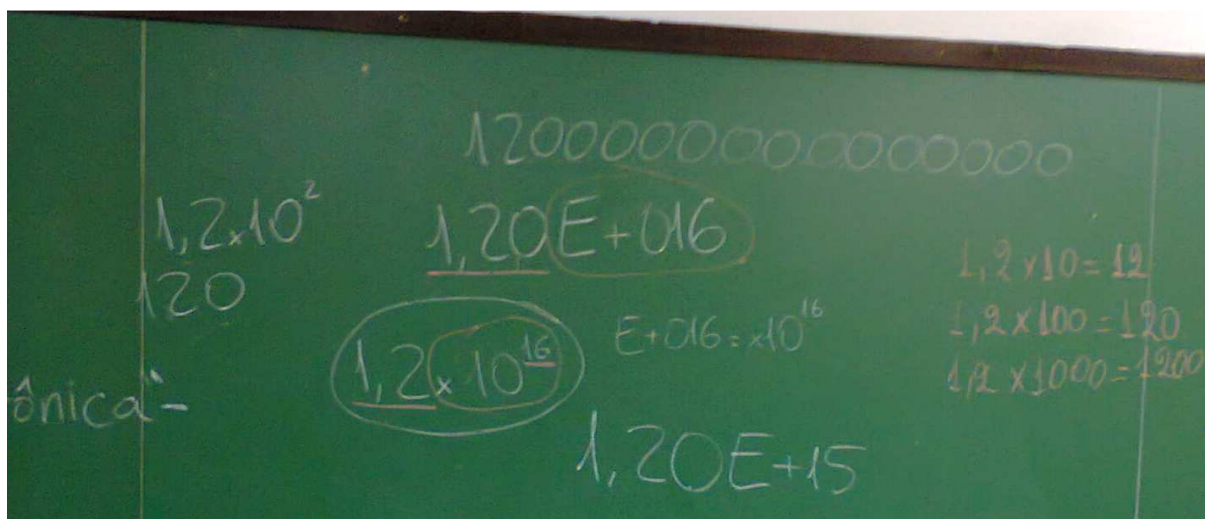 12000000000000000
1,2x10²
120
1,20E+016
1,2x10¹⁶
E+016=x10¹⁶
1,20E+15
1,2x10=12
1,2x100=120
1,2x1000=1200
ônica"-